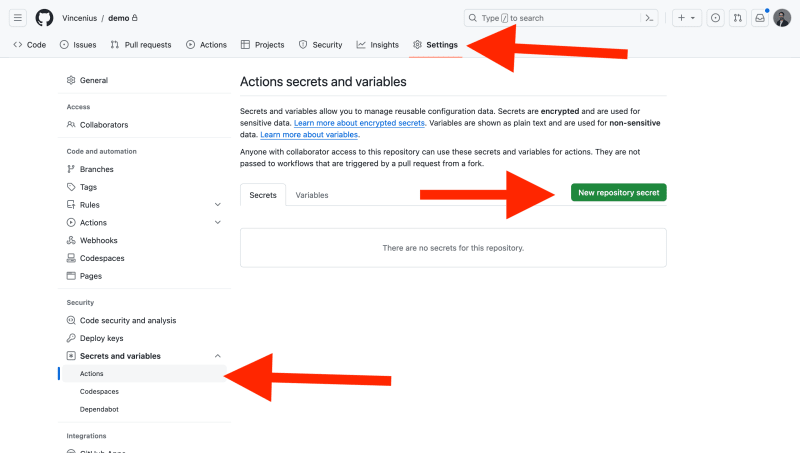 Vincenius / demo
Type / to search
Code
Issues
Pull requests
Actions
Projects
Security
Insights
Settings
General
Access
Collaborators
Code and automation
Branches
Tags
Rules
Actions
Webhooks
Codespaces
Pages
Security
Code security and analysis
Deploy keys
Secrets and variables
Actions
Codespaces
Dependabot
Integrations
GitHub Apps
Actions secrets and variables
Secrets and variables allow you to manage reusable configuration data. Secrets are encrypted and are used for
sensitive data. Learn more about encrypted secrets. Variables are shown as plain text and are used for non-sensitive
data. Learn more about variables.
Anyone with collaborator access to this repository can use these secrets and variables for actions. They are not
passed to workflows that are triggered by a pull request from a fork.
Secrets
Variables
New repository secret
There are no secrets for this repository.